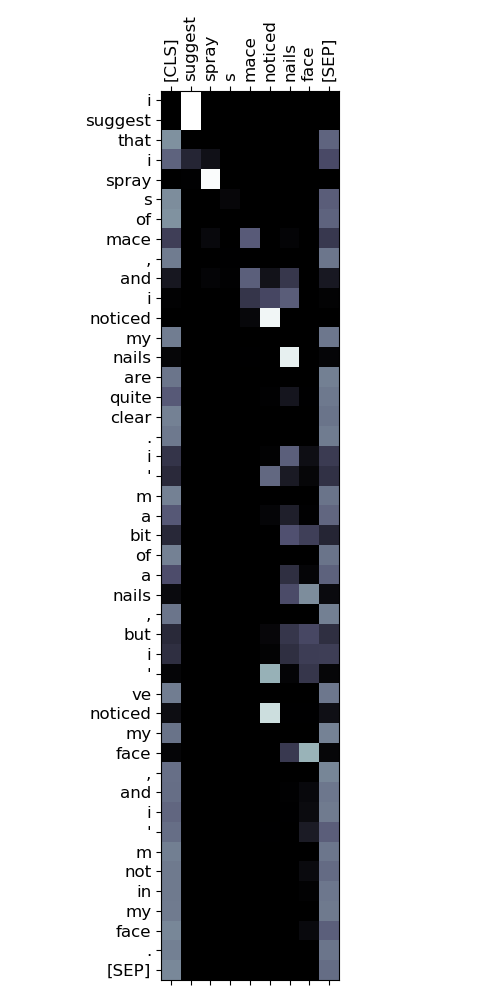 [CLS] suggest spray s mace noticed nails face [SEP]
i
suggest
that
i
spray
s
of
mace
,
and
i
noticed
my
nails
are
quite
clear
.
i
'
m
a
bit
of
a
nails
,
but
i
'
ve
noticed
my
face
,
and
i
'
m
not
in
my
face
.
[SEP]